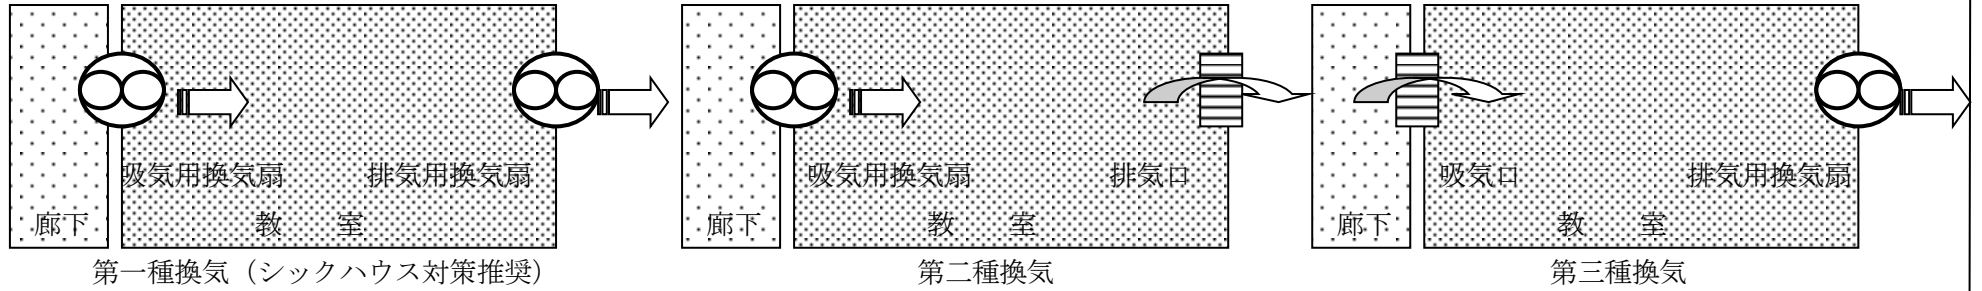 吸気用換気扇 排気用換気扇
廊下 教 室
第一種換気（シックハウス対策推奨）
吸気用換気扇 排気口
廊下 教 室
第二種換気
吸気口 排気用換気扇
廊下 教 室
第三種換気